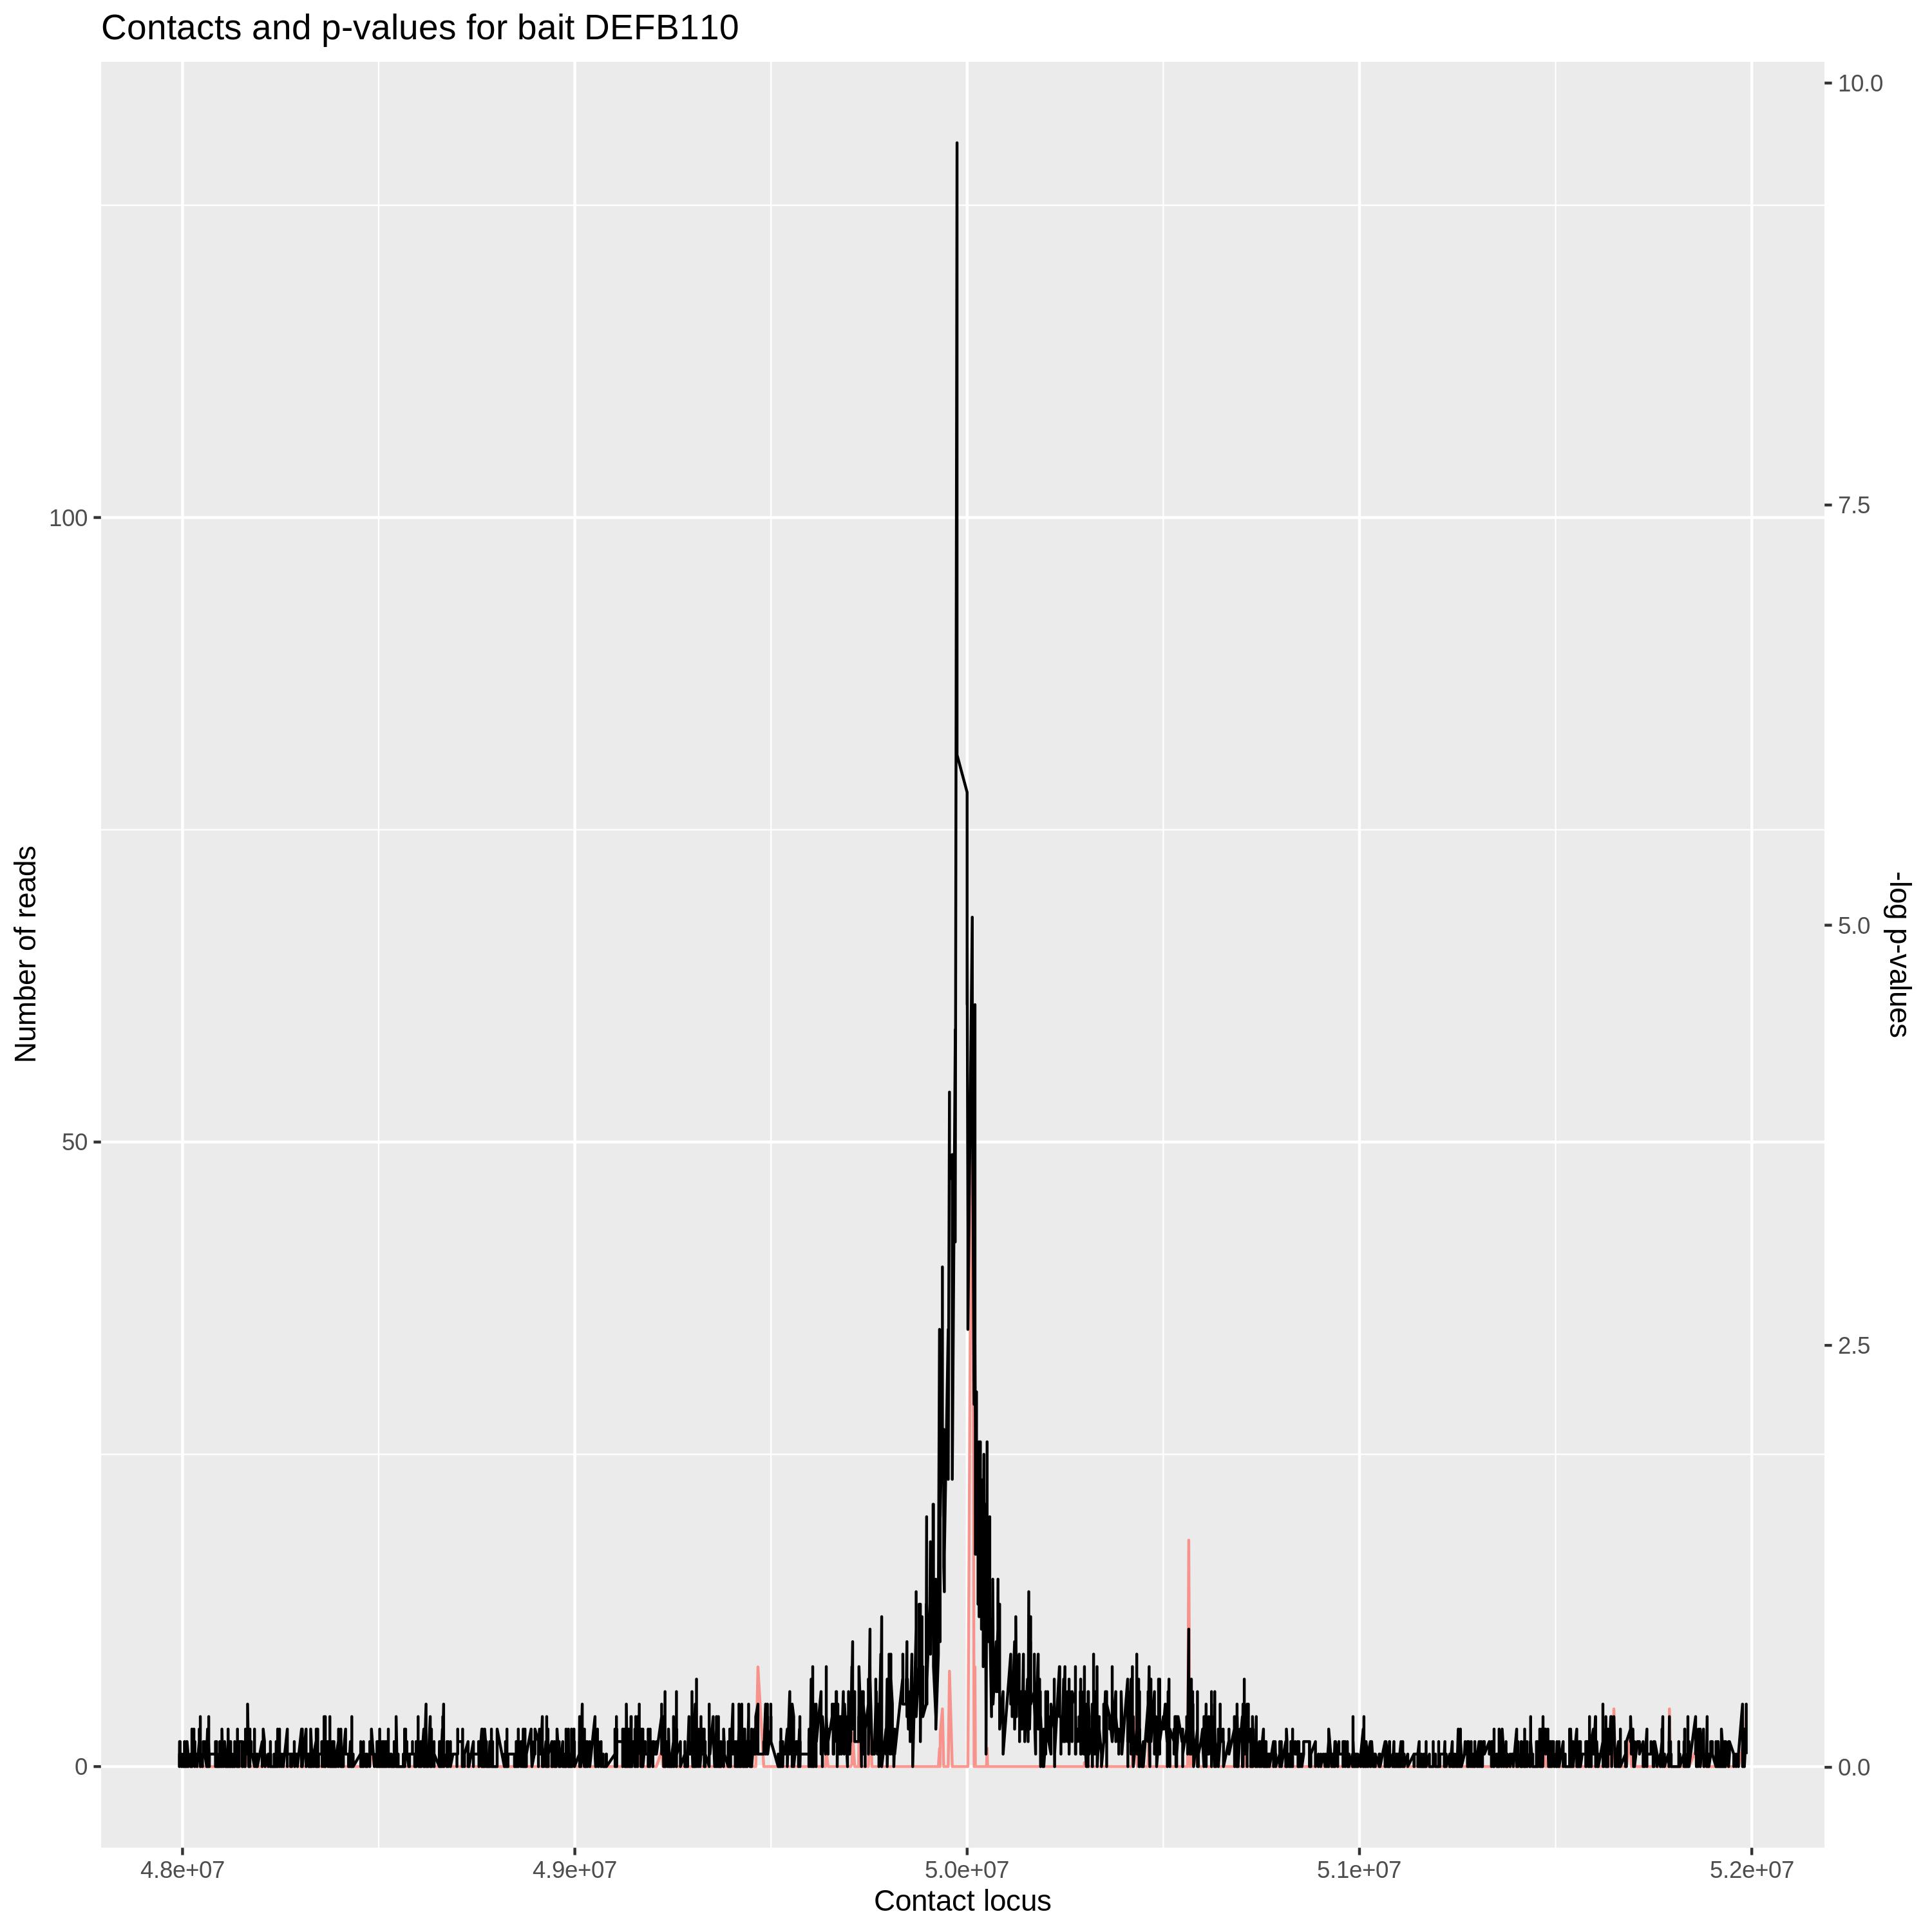 Contacts and p-values for bait DEFB110
10.0
100
7.5
Number of reads
-log p-values
5.0
50
2.5
0
0.0
4.8e+07 4.9e+07 5.0e+07 5.1e+07 5.2e+07
Contact locus